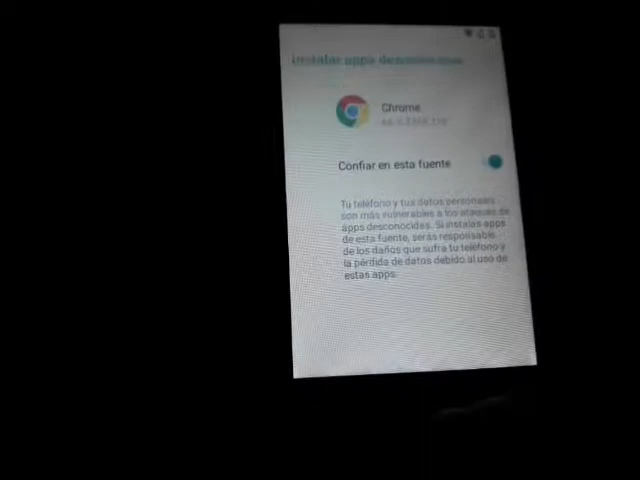 Instalar apps desconocidas
Chrome
Confiar en esta fuente
Tu teléfono y tus datos personales
son más vulnerables a los ataques de
apps desconocidas. Si instalas apps
de esta fuente, serás responsable
de los daños que sufra tu teléfono y
la pérdida de datos debido al uso de
estas apps.